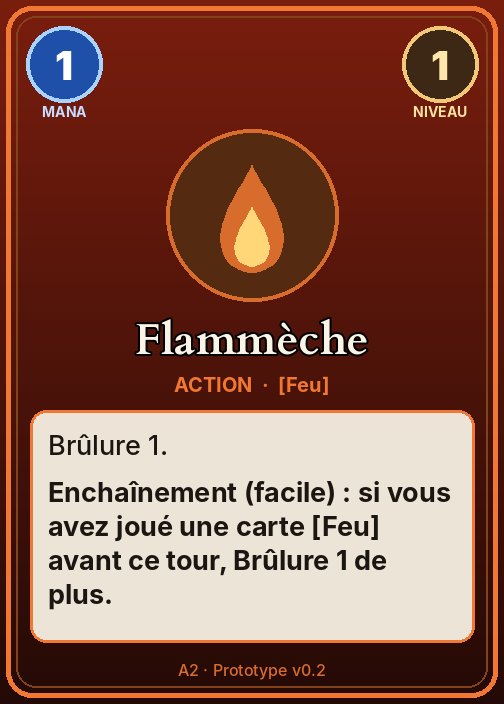 1 1
MANA NIVEAU
Flammèche
ACTION · [Feu]
Brûlure 1.
Enchaînement (facile) : si vous
avez joué une carte [Feu]
avant ce tour, Brûlure 1 de
plus.
A2 · Prototype v0.2